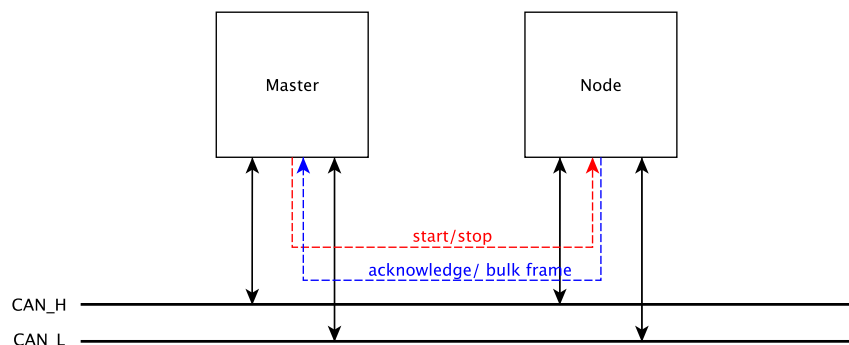 Master
Node
start/stop
acknowledge/ bulk frame
CAN_H
CAN_L